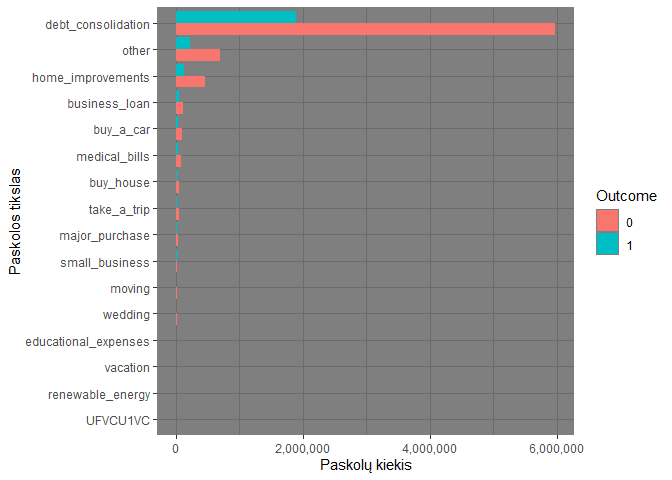 debt_consolidation
other
home_improvements
business_loan
buy_a_car
medical_bills
buy_house
take_a_trip
major_purchase
small_business
moving
wedding
educational_expenses
vacation
renewable_energy
UFVCU1VC
Paskolos tikslas
0
2,000,000
4,000,000
6,000,000
Paskolų kiekis
Outcome
0
1